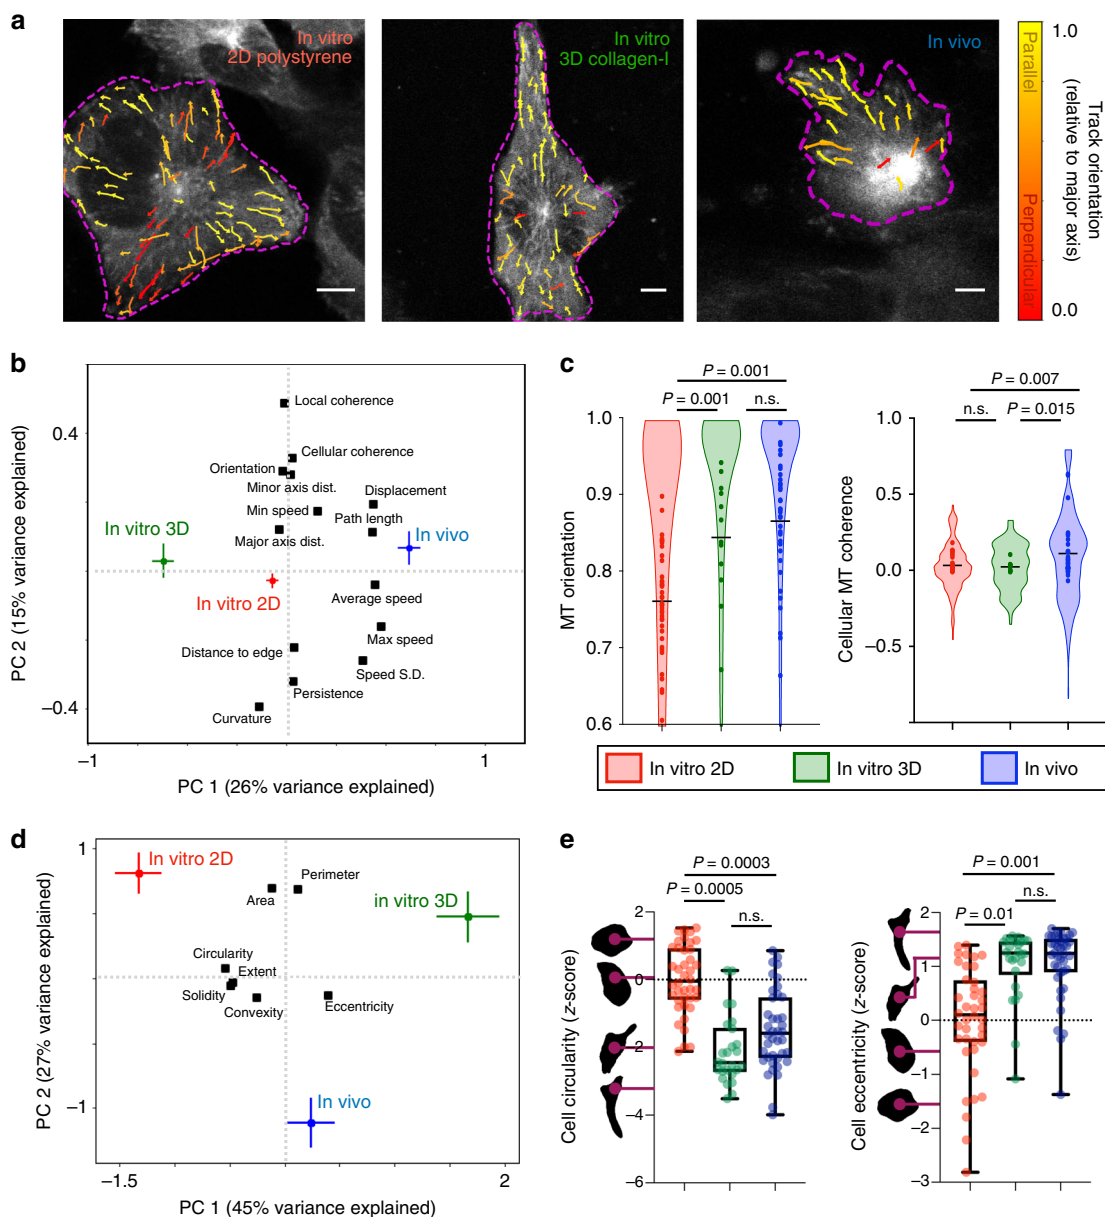 a
In vitro
2D polystyrene
In vitro
3D collagen-I
In vivo
1.0
Parallel
Perpendicular
0.0
Track orientation
(relative to major axis)
b
PC 2 (15% variance explained)
0.4
−0.4
Local coherence
Cellular coherence
Orientation
Minor axis dist.
Displacement
Min speed
Path length
Major axis dist.
In vitro 3D
In vivo
In vitro 2D
Average speed
Max speed
Distance to edge
Speed S.D.
Persistence
Curvature
−1
1
PC 1 (26% variance explained)
c
P = 0.001
P = 0.001
n.s.
MT orientation
1.0
0.9
0.8
0.7
0.6
P = 0.007
n.s.
P = 0.015
Cellular MT coherence
1.0
0.5
0.0
−0.5
In vitro 2D
In vitro 3D
In vivo
d
PC 2 (27% variance explained)
1
−1
In vitro 2D
Perimeter
Area
in vitro 3D
Circularity
Extent
Solidity
Convexity
Eccentricity
In vivo
−1.5
2
PC 1 (45% variance explained)
e
P = 0.0003
P = 0.0005
n.s.
Cell circularity (z-score)
2
0
−2
−4
−6
P = 0.001
n.s.
P = 0.01
Cell eccentricity (z-score)
2
1
0
−1
−2
−3